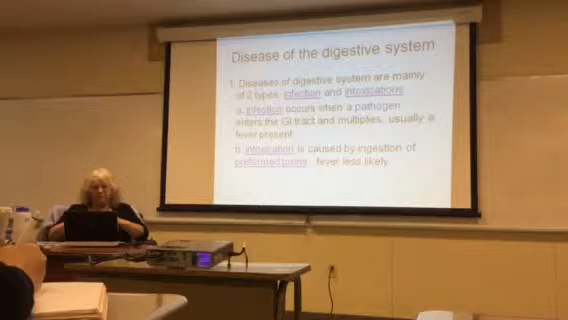 Disease of the digestive system
1. Diseases of digestive system are mainly
of 2 types: infection and intoxications
a. infection occurs when a pathogen
enters the GI tract and multiplies, usually is
fever present
b. intoxication is caused by ingestion of
preformed toxins, fever less likely.